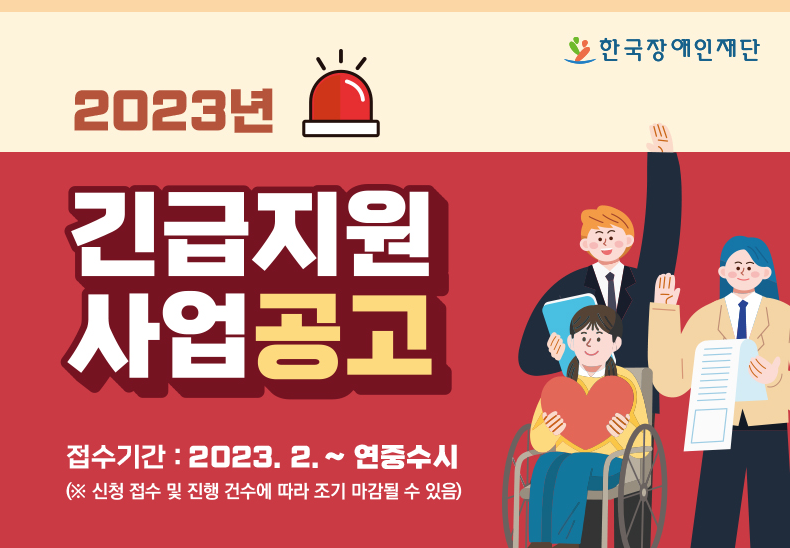 한국장애인재단
2023년
긴급지원
사업공고
접수기간 : 2023. 2. ~ 연중수시
(※ 신청 접수 및 진행 건수에 따라 조기 마감될 수 있음)